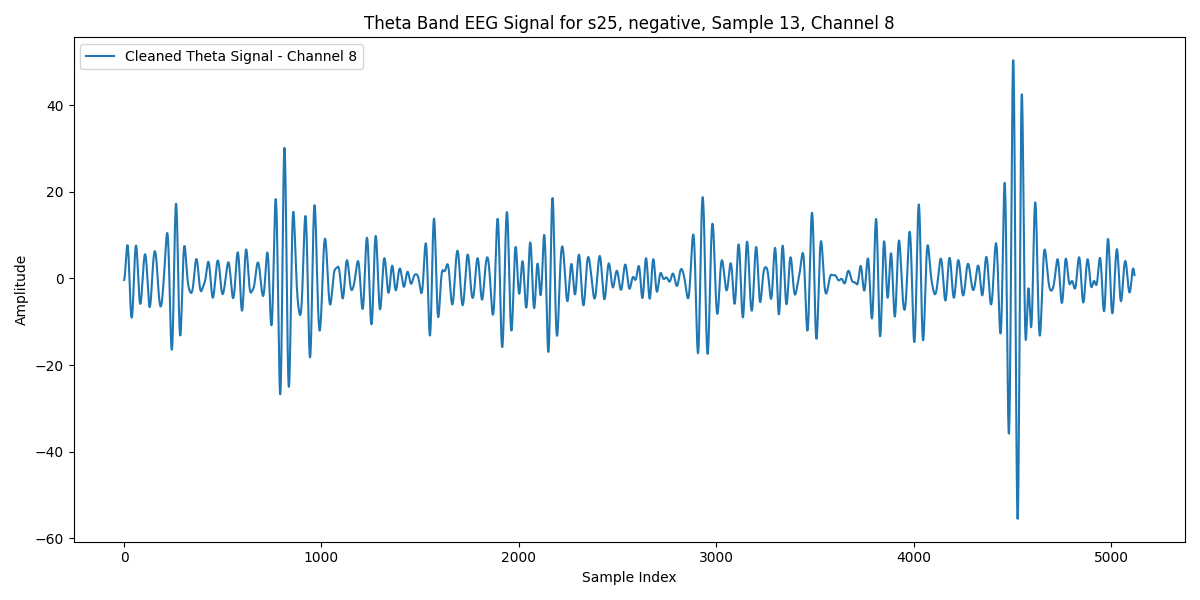 Theta Band EEG Signal for s25, negative, Sample 13, Channel 8
Cleaned Theta Signal - Channel 8
Amplitude
40
20
0
−20
−40
−60
0 1000 2000 3000 4000 5000
Sample Index